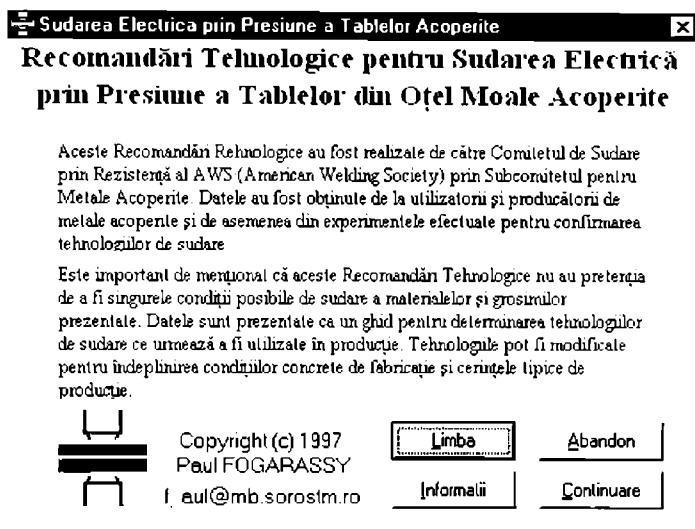 Sudarea Electrica prin Presiune a Tablelor Acoperite
Recomandări Tehnologice pentru Sudarea Electrică
prin Presiune a Tablelor din Oțel Moale Acoperite
Aceste Recomandări Rehnologice au fost realizate de către Comitetul de Sudare
prin Rezistență al AWS (American Welding Society) prin Subcomitetul pentru
Metale Acoperite. Datele au fost obținute de la utilizatorii și producătorii de
metale acoperite și de asemenea din experimentele efectuate pentru confirmarea
tehnologiilor de sudare
Este important de menționat că aceste Recomandări Tehnologice nu au pretenția
de a fi singurele condiții posibile de sudare a materialelor și grosimilor
prezentate. Datele sunt prezentate ca un ghid pentru determinarea tehnologiilor
de sudare ce urmează a fi utilizate în producție. Tehnologiile pot fi modificate
pentru îndeplinirea condițiilor concrete de fabricație și cerințele tipice de
producție.
Copyright (c) 1997
Paul FOGARASSY
f_aul@mb.sorostm.ro
Limba
Abandon
Informatii
Continuare